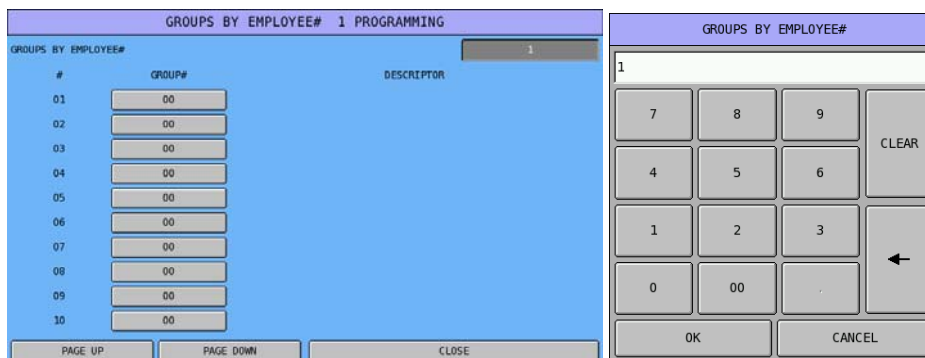 GROUPS BY EMPLOYEE# 1 PROGRAMMING
GROUPS BY EMPLOYEE# 1
# GROUP# DESCRIPTOR
01 00
02 00
03 00
04 00
05 00
06 00
07 00
08 00
09 00
10 00
PAGE UP PAGE DOWN CLOSE
GROUPS BY EMPLOYEE#
1
7 8 9
CLEAR
4 5 6
1 2 3
0 00 .
OK CANCEL